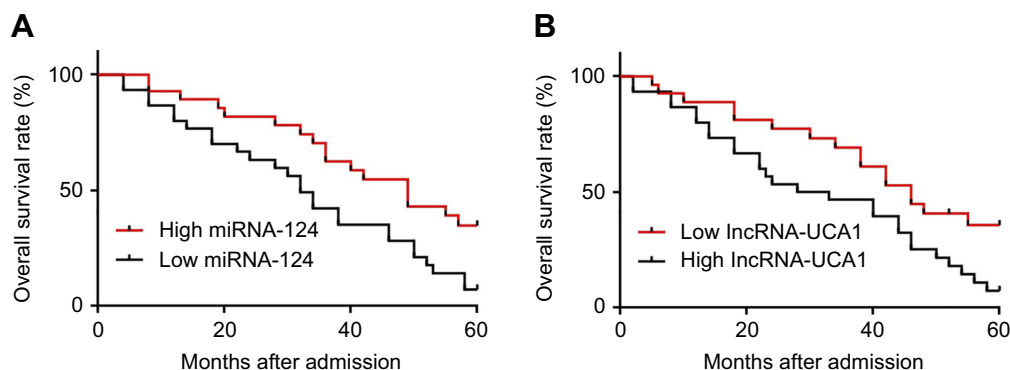 A
Overall survival rate (%)
100
50
0
High miRNA-124
Low miRNA-124
0 20 40 60
Months after admission
B
Overall survival rate (%)
100
50
0
Low lncRNA-UCA1
High lncRNA-UCA1
0 20 40 60
Months after admission